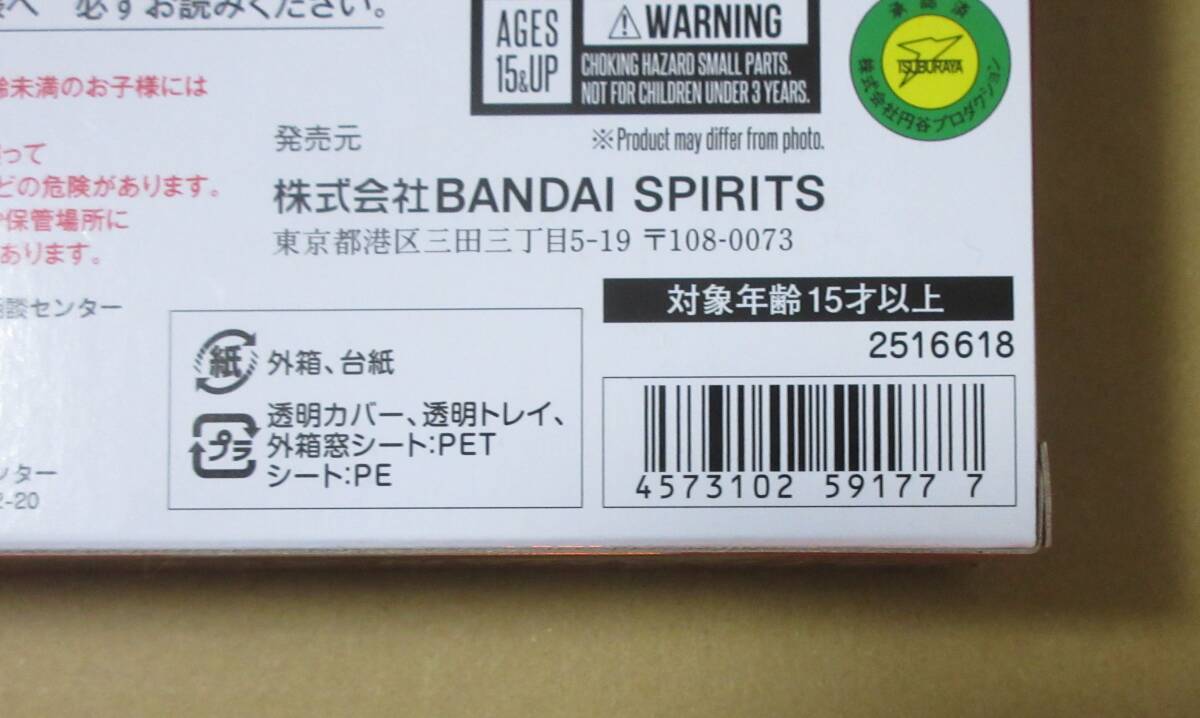 必ずお読みください。
齢未満のお子様には
って
どの危険があります。
保管場所に
あります。
談センター
ンター
2-20
AGES
15&UP
⚠WARNING
CHOKING HAZARD SMALL PARTS.
NOT FOR CHILDREN UNDER 3 YEARS.
承認済
TSUBURAYA
株式会社円谷プロダクション
※Product may differ from photo.
発売元
株式会社BANDAI SPIRITS
東京都港区三田三丁目5-19 〒108-0073
対象年齢15才以上
2516618
紙 外箱、台紙
プラ 透明カバー、透明トレイ、
外箱窓シート:PET
シート:PE
4573102 59177 7